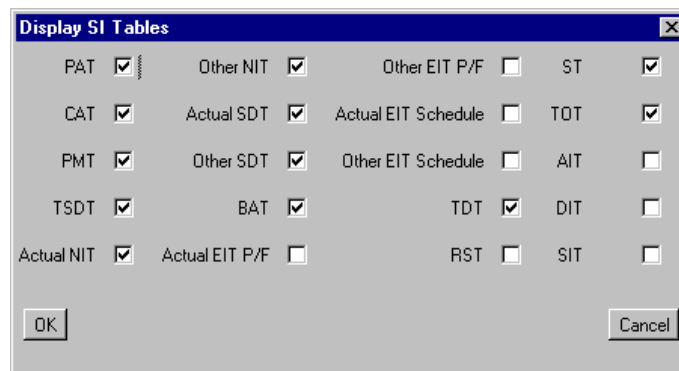 Display SI Tables
PAT Other NIT Other EIT P/F ST
CAT Actual SDT Actual EIT Schedule TOT
PMT Other SDT Other EIT Schedule AIT
TSDT BAT TDT DIT
Actual NIT Actual EIT P/F RST SIT
OK Cancel